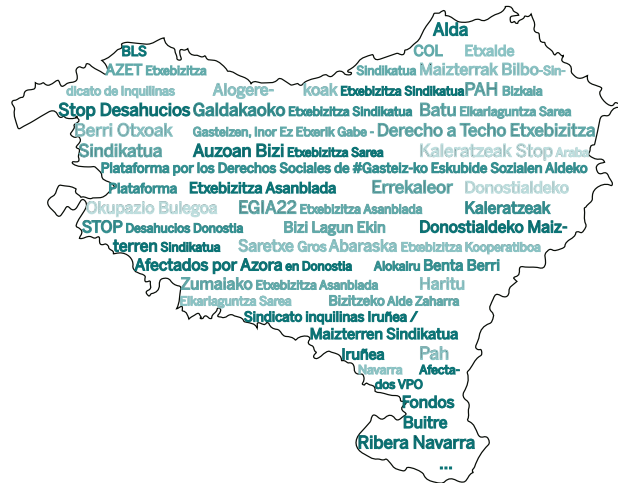 Alda
BLS COL Etxalde
AZET Etxebizitza Sindikatua Maizterrak Bilbo-Sin-
dicato de Inquilinas Alogere- koak Etxebizitza Sindikatua PAH Bizkaia
Stop Desahucios Galdakaoko Etxebizitza Sindikatua Batu Elkarlaguntza Sarea
Berri Otxoak Gasteizen, Inor Ez Etxerik Gabe - Derecho a Techo Etxebizitza
Sindikatua Auzoan Bizi Etxebizitza Sarea Kaleratzeak Stop Araba
Plataforma por los Derechos Sociales de #Gasteiz-ko Eskubide Sozialen Aldeko
Plataforma Etxebizitza Asanblada Errekaleor Donostialdeko
Okupazio Bulegoa EGIA22 Etxebizitza Asanblada Kaleratzeak
STOP Desahucios Donostia Bizi Lagun Ekin Donostialdeko Maiz-
terren Sindikatua Saretxe Gros Abaraska Etxebizitza Kooperatiboa
Afectados por Azora en Donostia Alokairu Benta Berri
Zumaiako Etxebizitza Asanblada Haritu
Elkarlaguntza Sarea Bizitzeko Alde Zaharra
Sindicato inquilinas Iruñea /
Maizterren Sindikatua
Iruñea Pah
Navarra Afecta-
dos VPO
Fondos
Buitre
Ribera Navarra
...